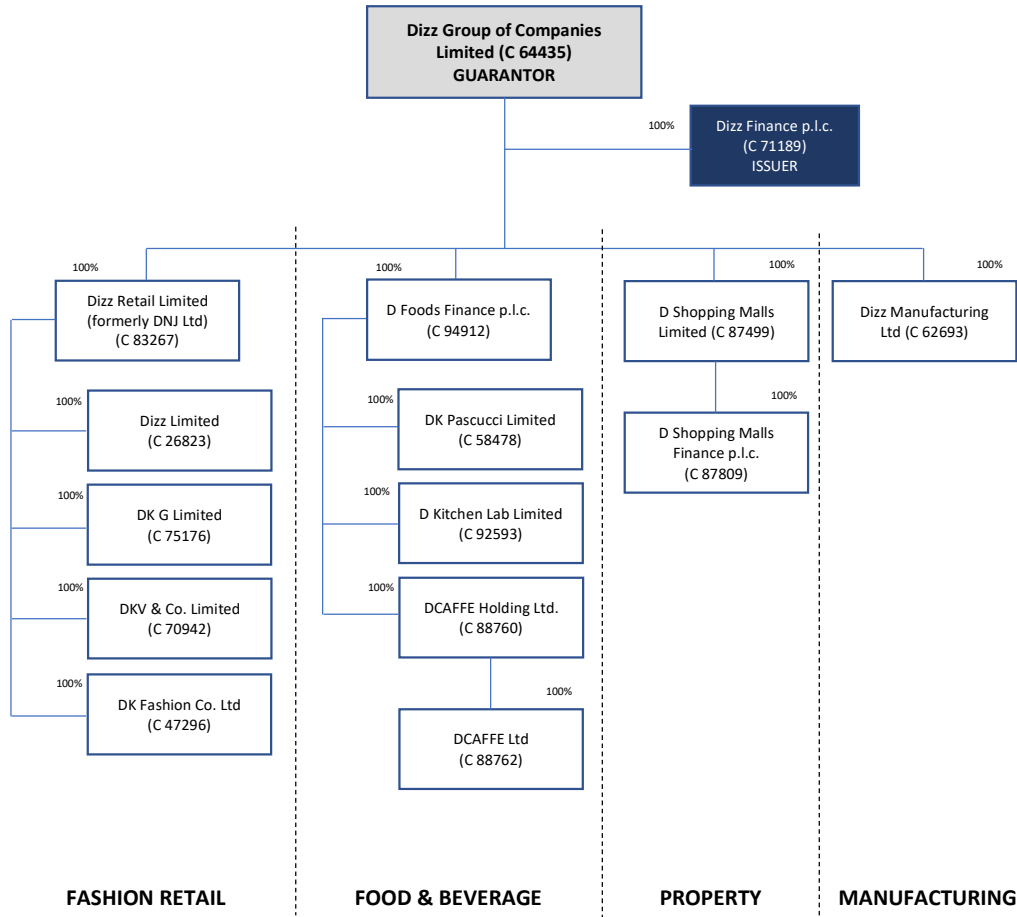 Dizz Group of Companies
Limited (C 64435)
GUARANTOR
100%
Dizz Finance p.l.c.
(C 71189)
ISSUER
100%
Dizz Retail Limited
(formerly DNJ Ltd)
(C 83267)
100%
Dizz Limited
(C 26823)
100%
DK G Limited
(C 75176)
100%
DKV & Co. Limited
(C 70942)
100%
DK Fashion Co. Ltd
(C 47296)
100%
D Foods Finance p.l.c.
(C 94912)
100%
DK Pascucci Limited
(C 58478)
100%
D Kitchen Lab Limited
(C 92593)
100%
DCAFFE Holding Ltd.
(C 88760)
100%
DCAFFE Ltd
(C 88762)
100%
D Shopping Malls
Limited (C 87499)
100%
D Shopping Malls
Finance p.l.c.
(C 87809)
100%
Dizz Manufacturing
Ltd (C 62693)
FASHION RETAIL
FOOD & BEVERAGE
PROPERTY
MANUFACTURING